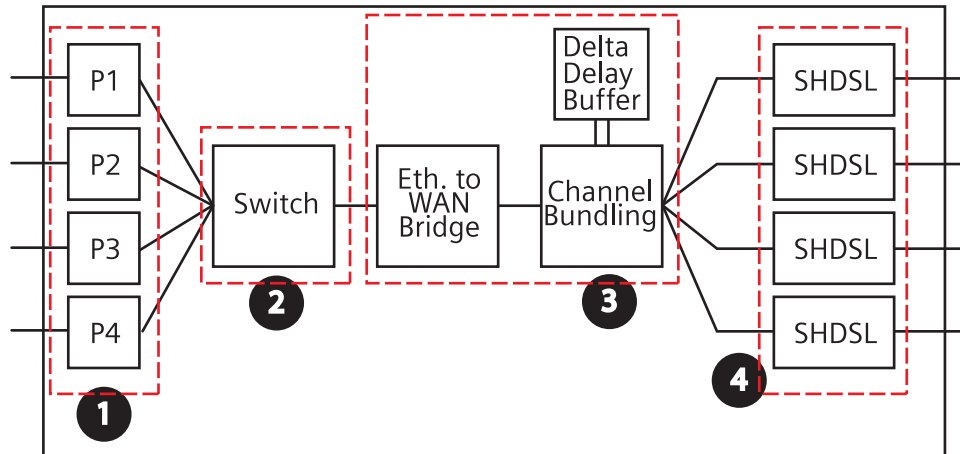 P1
P2
P3
P4
1
Switch
2
Eth. to
WAN
Bridge
Delta
Delay
Buffer
Channel
Bundling
3
SHDSL
SHDSL
SHDSL
SHDSL
4